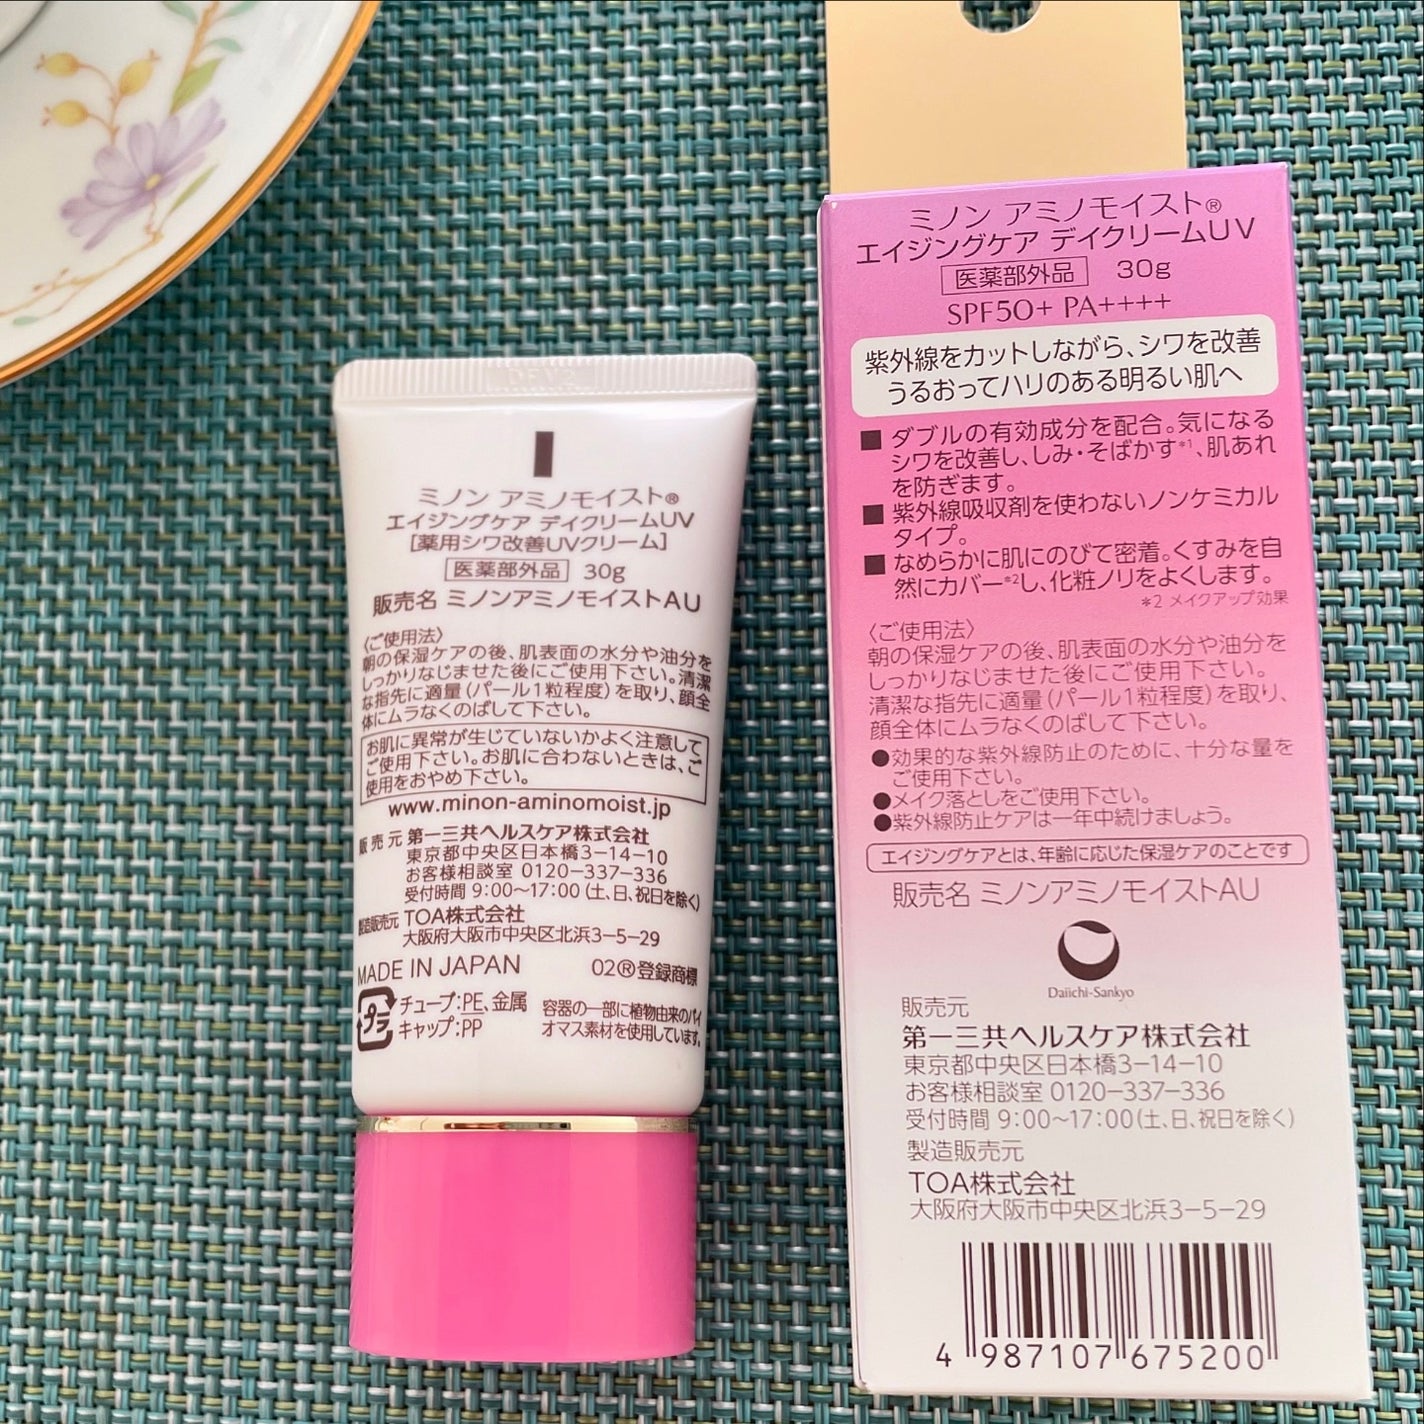 ミノン アミノモイスト®
エイジングケア デイクリームUV
[薬用シワ改善UVクリーム]
医薬部外品 30g
販売名 ミノンアミノモイストAU
〈ご使用法〉
朝の保湿ケアの後、肌表面の水分や油分を
しっかりなじませた後にご使用下さい。清潔
な指先に適量(パール1粒程度)を取り、顔全
体にムラなくのばして下さい。
お肌に異常が生じていないかよく注意して
ご使用下さい。お肌に合わないときは、ご
使用をおやめ下さい。
www.minon-aminomoist.jp
販売元 第一三共ヘルスケア株式会社
東京都中央区日本橋3-14-10
お客様相談室 0120-337-336
受付時間 9:00〜17:00(土、日、祝日を除く)
製造販売元 TOA株式会社
大阪府大阪市中央区北浜3-5-29
MADE IN JAPAN 02®登録商標
プラ
チューブ:PE、金属
キャップ:PP
容器の一部に植物由来のバイ
オマス素材を使用しています。
ミノン アミノモイスト®
エイジングケア デイクリームUV
医薬部外品 30g
SPF50+ PA++++
紫外線をカットしながら、シワを改善
うるおってハリのある明るい肌へ
■ ダブルの有効成分を配合。気になる
シワを改善し、しみ・そばかす*1、肌あれ
を防ぎます。
■ 紫外線吸収剤を使わないノンケミカル
タイプ。
■ なめらかに肌にのびて密着。くすみを自
然にカバー*2し、化粧ノリをよくします。
*2 メイクアップ効果
〈ご使用法〉
朝の保湿ケアの後、肌表面の水分や油分を
しっかりなじませた後にご使用下さい。
清潔な指先に適量(パール1粒程度)を取り、
顔全体にムラなくのばして下さい。
●効果的な紫外線防止のために、十分な量を
ご使用下さい。
●メイク落としをご使用下さい。
●紫外線防止ケアは一年中続けましょう。
エイジングケアとは、年齢に応じた保湿ケアのことです
販売名 ミノンアミノモイストAU
Daiichi-Sankyo
販売元
第一三共ヘルスケア株式会社
東京都中央区日本橋3-14-10
お客様相談室 0120-337-336
受付時間 9:00〜17:00(土、日、祝日を除く)
製造販売元
TOA株式会社
大阪府大阪市中央区北浜3-5-29
4 987107 675200